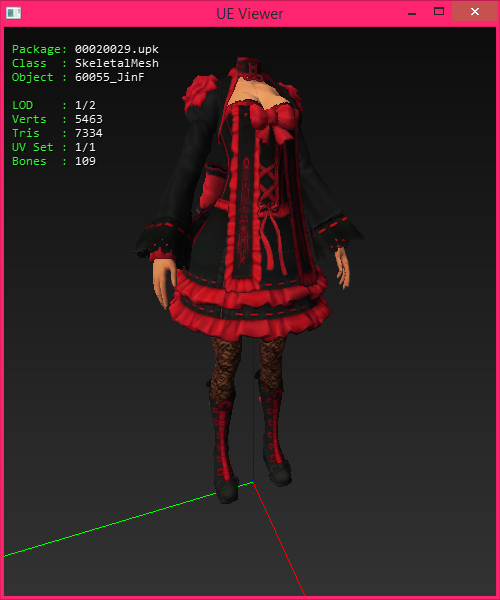 UE Viewer
Package: 00020029.upk
Class : SkeletalMesh
Object : 60055_JinF
LOD : 1/2
Verts : 5463
Tris : 7334
UV Set : 1/1
Bones : 109